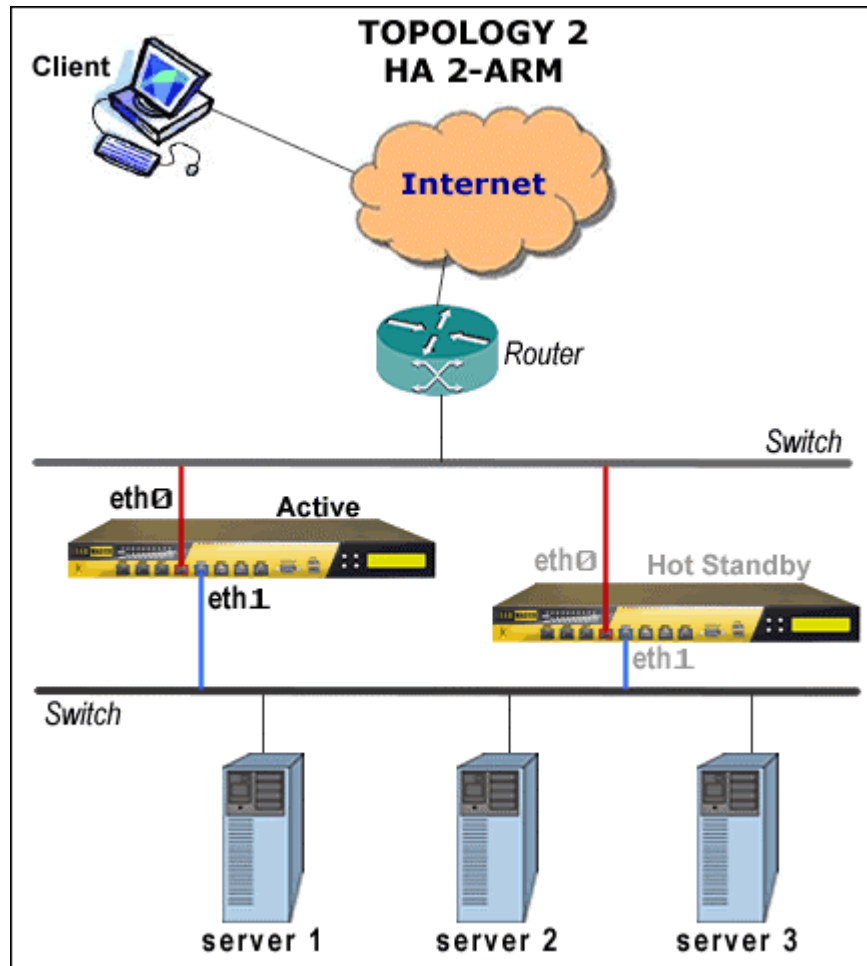 TOPOLOGY 2
HA 2-ARM
Client
Internet
Router
Switch
eth0
Active
eth0
Hot Standby
eth1
eth1
Switch
server 1
server 2
server 3